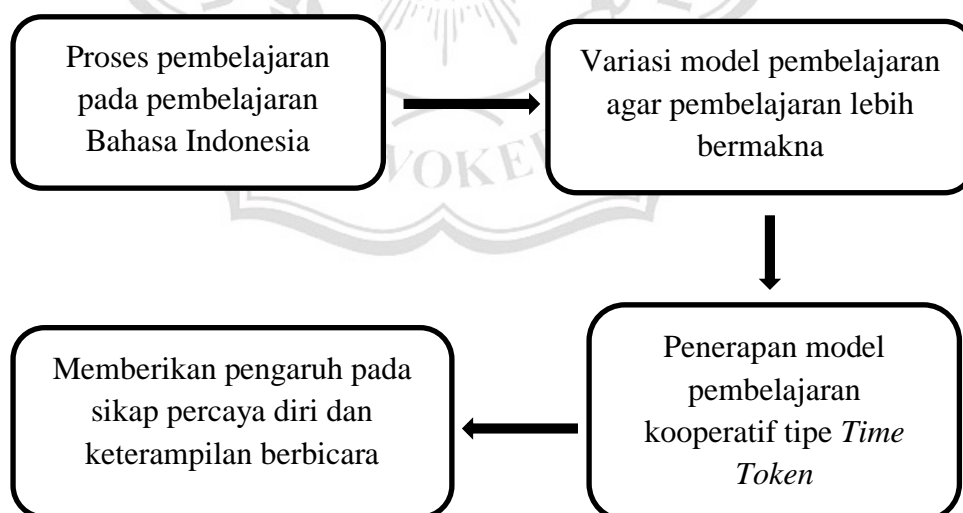 Proses pembelajaran
pada pembelajaran
Bahasa Indonesia
Variasi model pembelajaran
agar pembelajaran lebih
bermakna
Penerapan model
pembelajaran
kooperatif tipe Time
Token
Memberikan pengaruh pada
sikap percaya diri dan
keterampilan berbicara